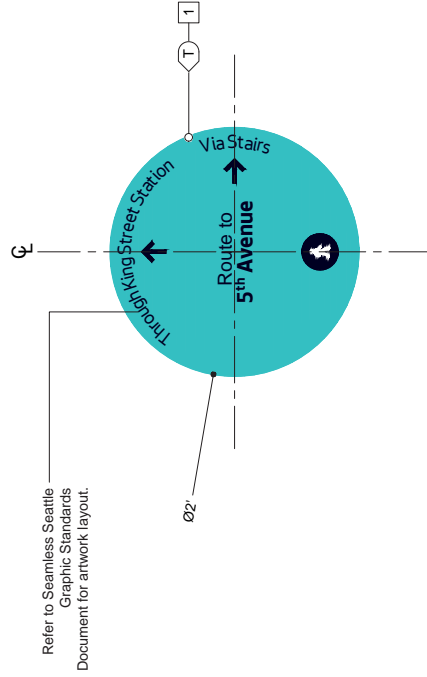 ℄
T
1
Through King Street Station
Via Stairs
Route to
5th Avenue
Refer to Seamless Seattle
Graphic Standards
Document for artwork layout.
Ø2'